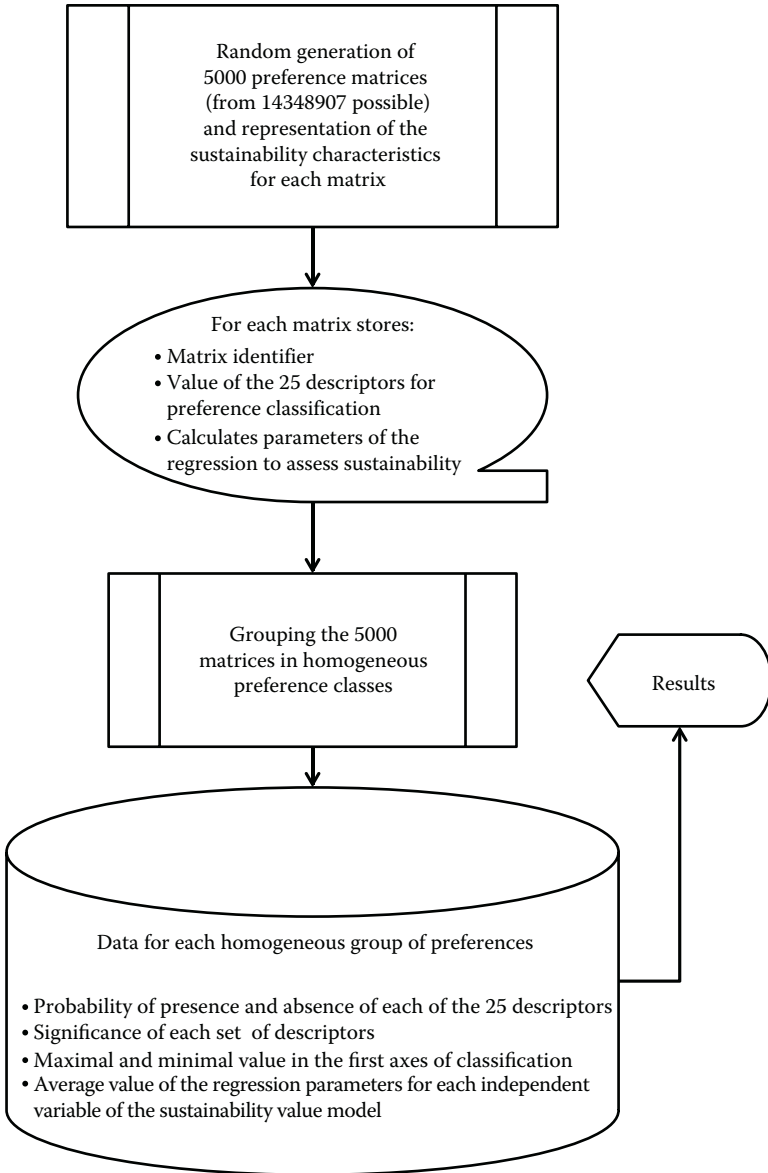 Random generation of
5000 preference matrices
(from 14348907 possible)
and representation of the
sustainability characteristics
for each matrix
For each matrix stores:
• Matrix identifier
• Value of the 25 descriptors for
preference classification
• Calculates parameters of the
regression to assess sustainability
Grouping the 5000
matrices in homogeneous
preference classes
Results
Data for each homogeneous group of preferences
• Probability of presence and absence of each of the 25 descriptors
• Significance of each set of descriptors
• Maximal and minimal value in the first axes of classification
• Average value of the regression parameters for each independent
variable of the sustainability value model